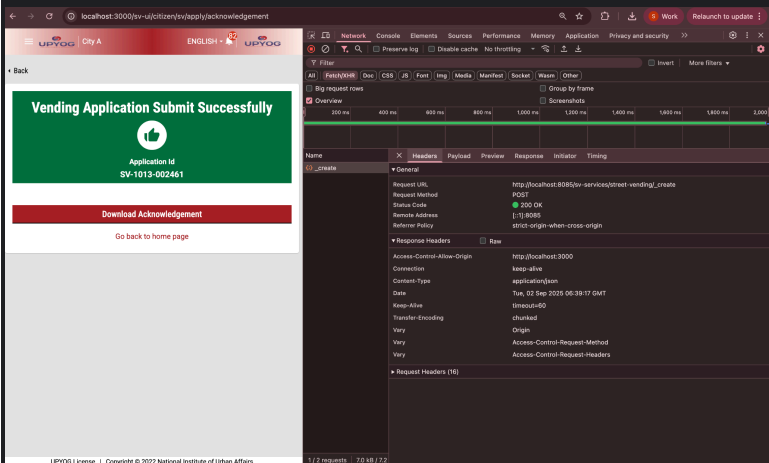 localhost:3000/sv-ui/citizen/sv/apply/acknowledgement
S Work
Relaunch to update
UPYOG City A
ENGLISH
82
UPYOG
Back
Vending Application Submit Successfully
Application Id
SV-1013-002461
Download Acknowledgement
Go back to home page
UPYOG License | Copyright © 2022 National Institute of Urban Affairs
Network Console Elements Sources Performance Memory Application Privacy and security
Preserve log Disable cache No throttling
Filter
Invert More filters
All Fetch/XHR Doc CSS JS Font Img Media Manifest Socket Wasm Other
Big request rows Group by frame
Overview Screenshots
200 ms 400 ms 600 ms 800 ms 1,000 ms 1,200 ms 1,400 ms 1,600 ms 1,800 ms 2,000
Name
_create
Headers Payload Preview Response Initiator Timing
General
Request URL http://localhost:8085/sv-services/street-vending/_create
Request Method POST
Status Code 200 OK
Remote Address [::1]:8085
Referrer Policy strict-origin-when-cross-origin
Response Headers Raw
Access-Control-Allow-Origin http://localhost:3000
Connection keep-alive
Content-Type application/json
Date Tue, 02 Sep 2025 06:39:17 GMT
Keep-Alive timeout=60
Transfer-Encoding chunked
Vary Origin
Vary Access-Control-Request-Method
Vary Access-Control-Request-Headers
Request Headers (16)
1 / 2 requests 7.0 kB / 7.2